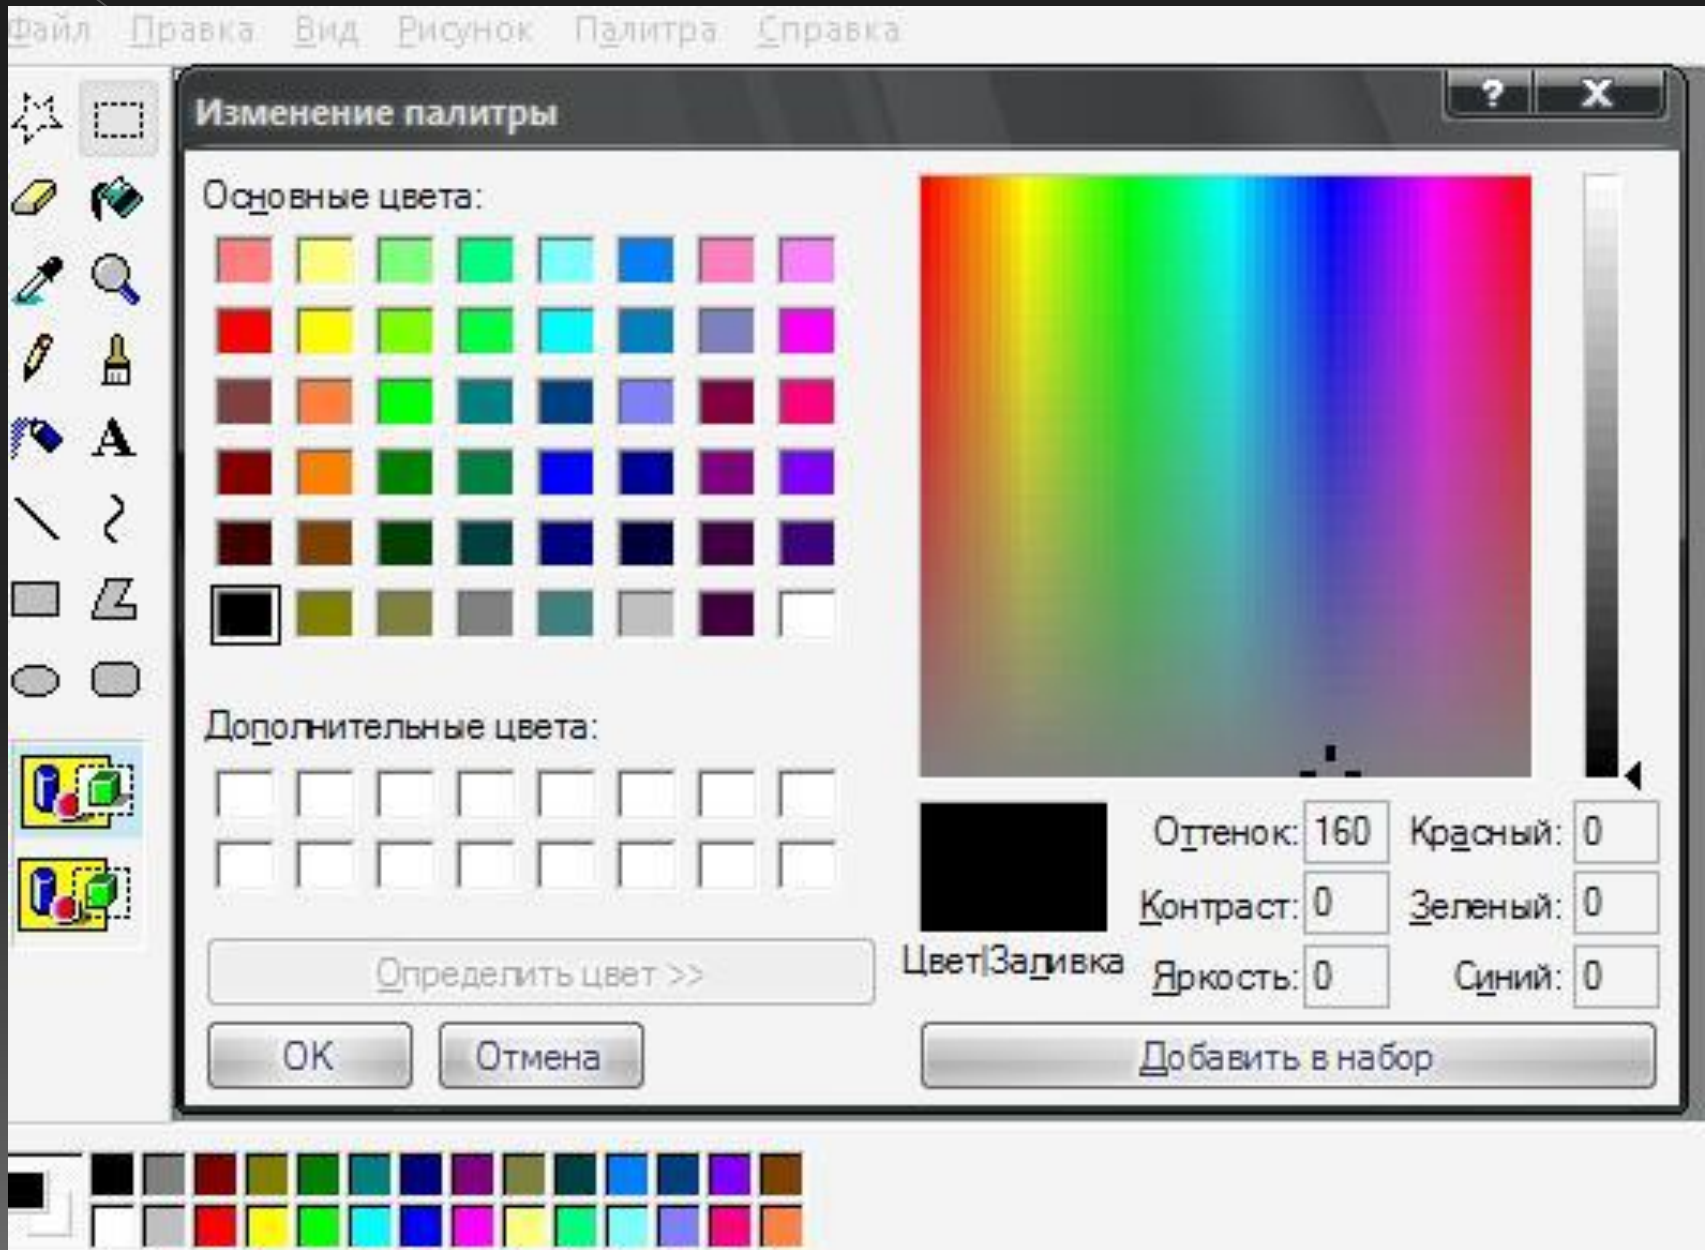 Файл Правка Вид Рисунок Палитра Справка
Изменение палитры
? X
Основные цвета:
A
Дополнительные цвета:
Определить цвет >>
OK Отмена
Цвет|Заливка
Оттенок: 160 Красный: 0
Контраст: 0 Зеленый: 0
Яркость: 0 Синий: 0
Добавить в набор